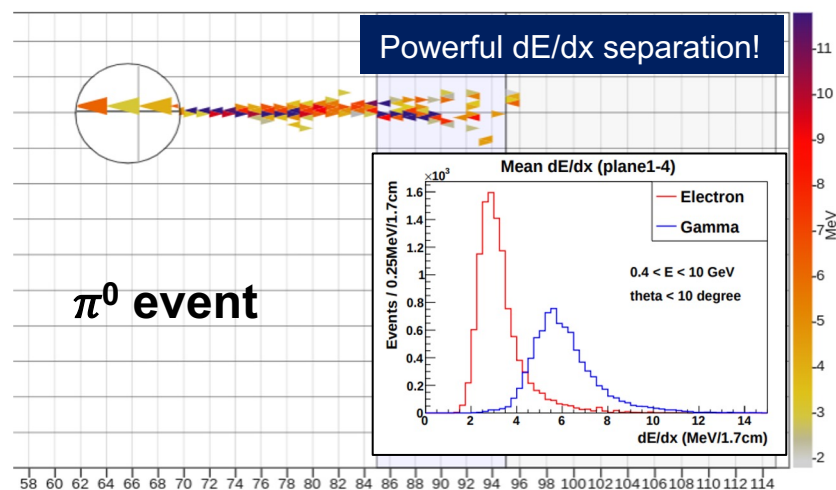 Powerful dE/dx separation!
11
10
9
8
7
6
5
4
3
2
MeV
π⁰ event
Mean dE/dx (plane1-4)
×10³
Events / 0.25MeV/1.7cm
1.6
1.4
1.2
1
0.8
0.6
0.4
0.2
0
Electron
Gamma
0.4 < E < 10 GeV
theta < 10 degree
0 2 4 6 8 10 12 14
dE/dx (MeV/1.7cm)
58 60 62 64 66 68 70 72 74 76 78 80 82 84 86 88 90 92 94 96 98 100 102 104 106 108 110 112 114